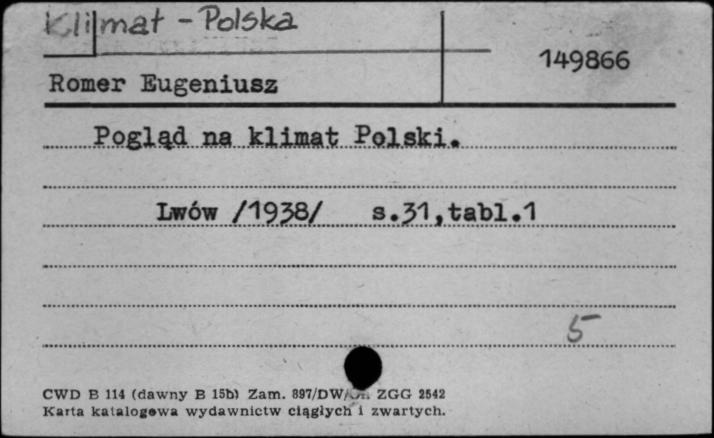 Klimat - Polska
149866
Romer Eugeniusz
Pogląd na klimat Polski.
Lwów /1938/ s.31,tabl.1
5
CWD B 114 (dawny B 15b) Zam. 897/DW/ ZGG 2542
Karta katalogowa wydawnictw ciągłych i zwartych.